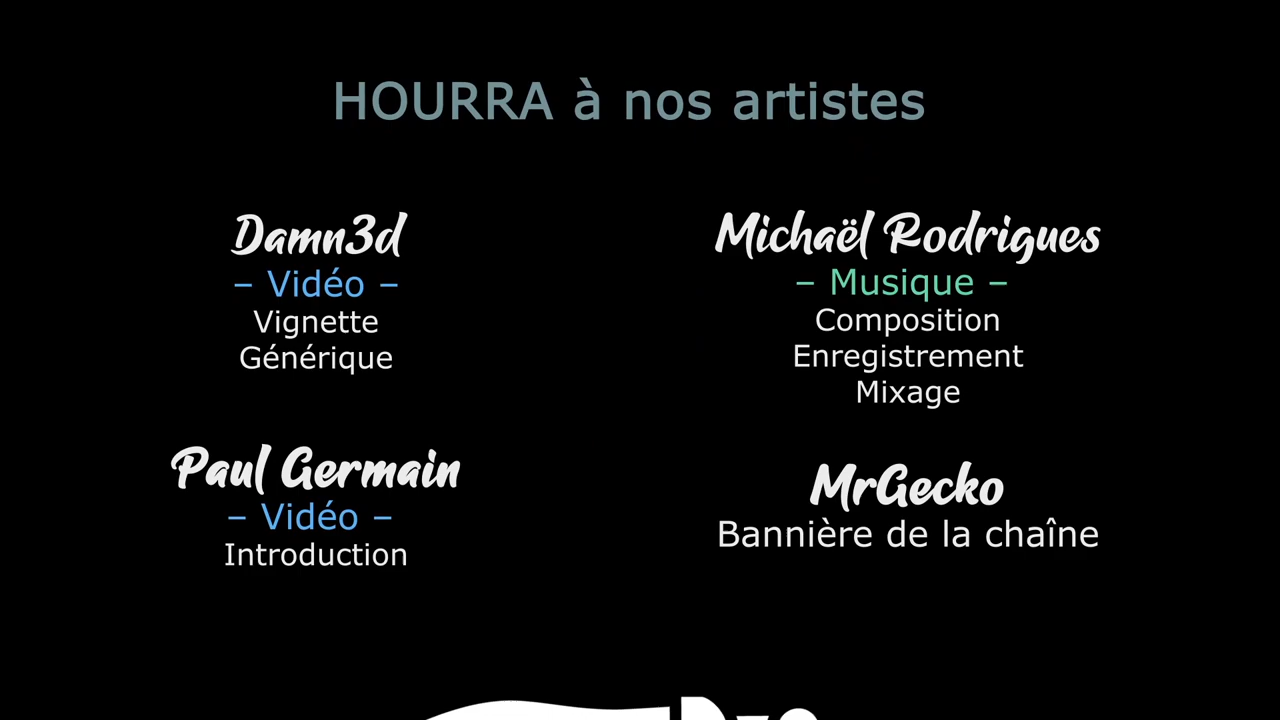 HOURRA à nos artistes
Damn3d
– Vidéo –
Vignette
Générique
Michaël Rodrigues
– Musique –
Composition
Enregistrement
Mixage
Paul Germain
– Vidéo –
Introduction
MrGecko
Bannière de la chaîne